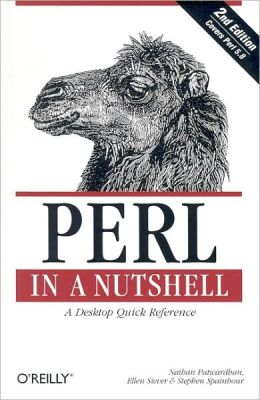 2nd Edition
Covers Perl 5.8
PERL
IN A NUTSHELL
A Desktop Quick Reference
O'REILLY®
Nathan Patwardhan,
Ellen Siever & Stephen Spainhour